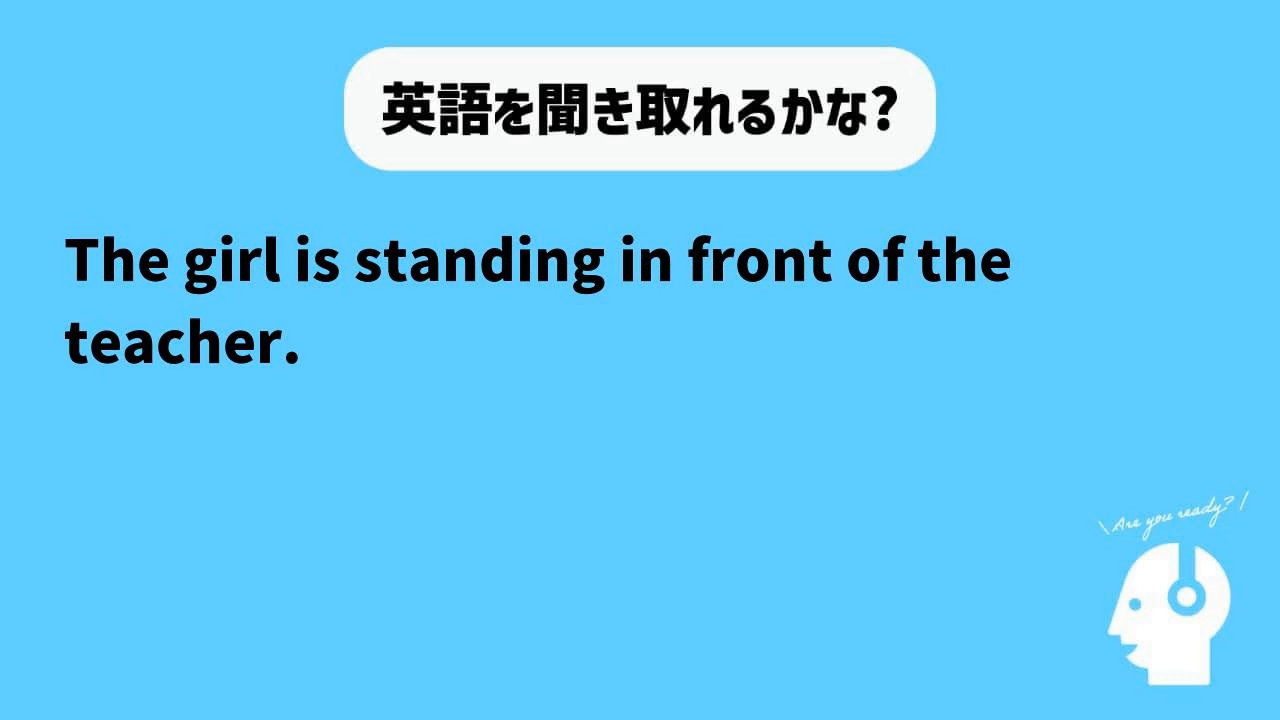 英語を聞き取れるかな?
The girl is standing in front of the
teacher.
\Are you ready? /